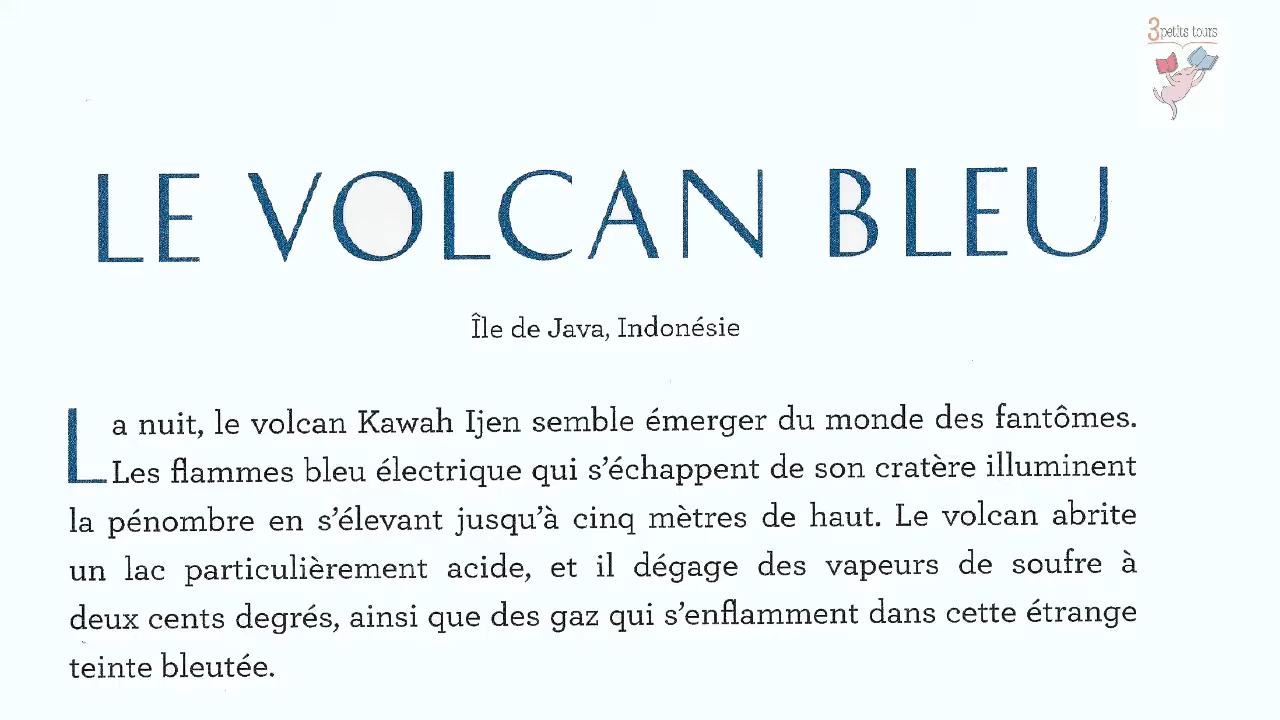 3 petits tours
LE VOLCAN BLEU
Île de Java, Indonésie
La nuit, le volcan Kawah Ijen semble émerger du monde des fantômes.
Les flammes bleu électrique qui s’échappent de son cratère illuminent
la pénombre en s’élevant jusqu’à cinq mètres de haut. Le volcan abrite
un lac particulièrement acide, et il dégage des vapeurs de soufre à
deux cents degrés, ainsi que des gaz qui s’enflamment dans cette étrange
teinte bleutée.